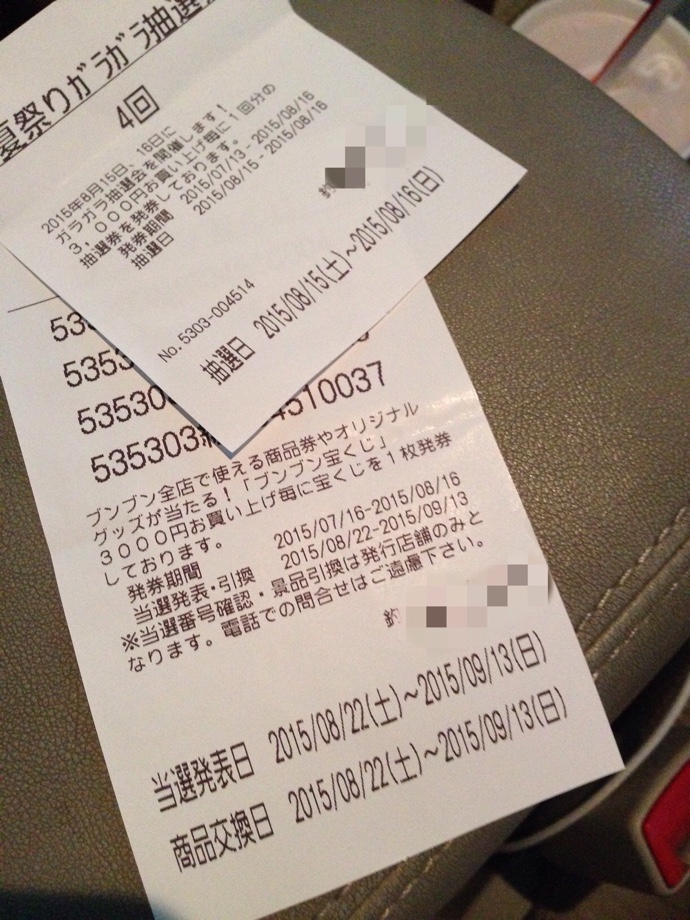 夏祭りガラガラ抽選
4回
2015年8月15日、16日に
ガラガラ抽選会を開催します！
3，000円お買い上げ毎に1回分の
抽選券を発券しております。
発券期間 2015/07/13 - 2015/08/16
抽選日 2015/08/15 - 2015/08/16
釣
No.5303-004514
抽選日 2015/08/15(土)~2015/08/16(日)
53
5353
53530
535303 4510037
ブンブン全店で使える商品券やオリジナル
グッズが当たる！「ブンブン宝くじ」
3000円お買い上げ毎に宝くじを1枚発券
しております。
発券期間 2015/07/16-2015/08/16
当選発表・引換 2015/08/22-2015/09/13
※当選番号確認・景品引換は発行店舗のみと
なります。電話での問合せはご遠慮下さい。
釣
当選発表日 2015/08/22(土)~2015/09/13(日)
商品交換日 2015/08/22(土)~2015/09/13(日)